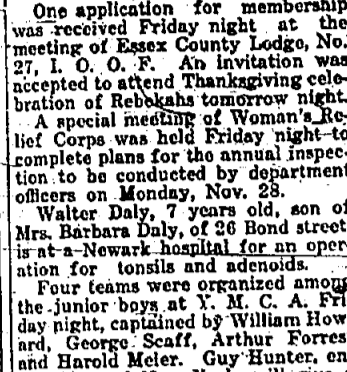 One application for membership
was received Friday night at the
meeting of Essex County Lodge, No.
27, I. O. O. F. An invitation was
accepted to attend Thanksgiving cele-
bration of Rebekahs tomorrow night.
A special meeting of Woman's Re-
lief Corps was held Friday night to
complete plans for the annual inspec-
tion to be conducted by department
officers on Monday, Nov. 28.
Walter Daly, 7 years old, son of
Mrs. Barbara Daly, of 26 Bond street
is at a Newark hospital for an oper
ation for tonsils and adenoids.
Four teams were organized among
the junior boys at Y. M. C. A. Fri
day night, captained by William How
ard, George Scaff, Arthur Forres
and Harold Meier. Guy Hunter, en